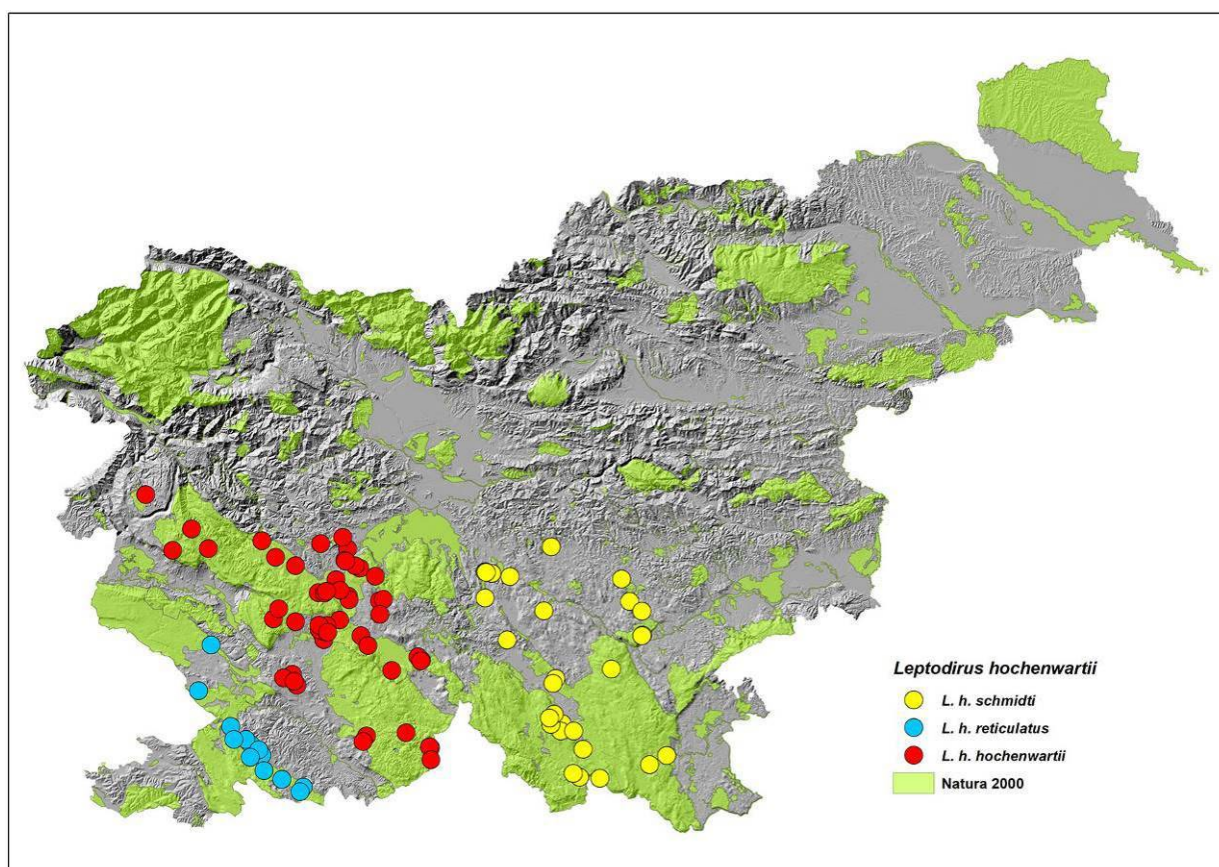 Leptodirus hochenwartii
L. h. schmidti
L. h. reticulatus
L. h. hochenwartii
Natura 2000